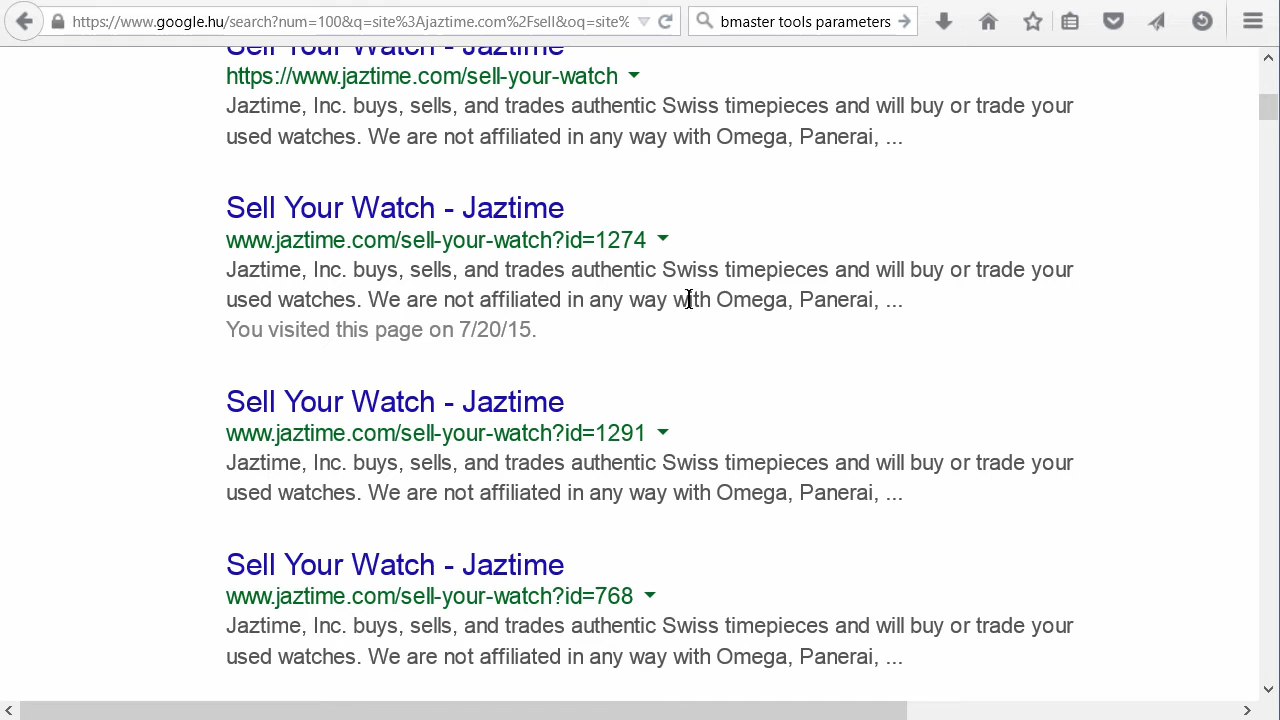 https://www.google.hu/search?num=100&q=site%3Ajaztime.com%2Fsell&oq=site%
bmaster tools parameters
Sell Your Watch - Jaztime
https://www.jaztime.com/sell-your-watch
Jaztime, Inc. buys, sells, and trades authentic Swiss timepieces and will buy or trade your
used watches. We are not affiliated in any way with Omega, Panerai, ...
Sell Your Watch - Jaztime
www.jaztime.com/sell-your-watch?id=1274
Jaztime, Inc. buys, sells, and trades authentic Swiss timepieces and will buy or trade your
used watches. We are not affiliated in any way with Omega, Panerai, ...
You visited this page on 7/20/15.
Sell Your Watch - Jaztime
www.jaztime.com/sell-your-watch?id=1291
Jaztime, Inc. buys, sells, and trades authentic Swiss timepieces and will buy or trade your
used watches. We are not affiliated in any way with Omega, Panerai, ...
Sell Your Watch - Jaztime
www.jaztime.com/sell-your-watch?id=768
Jaztime, Inc. buys, sells, and trades authentic Swiss timepieces and will buy or trade your
used watches. We are not affiliated in any way with Omega, Panerai, ...